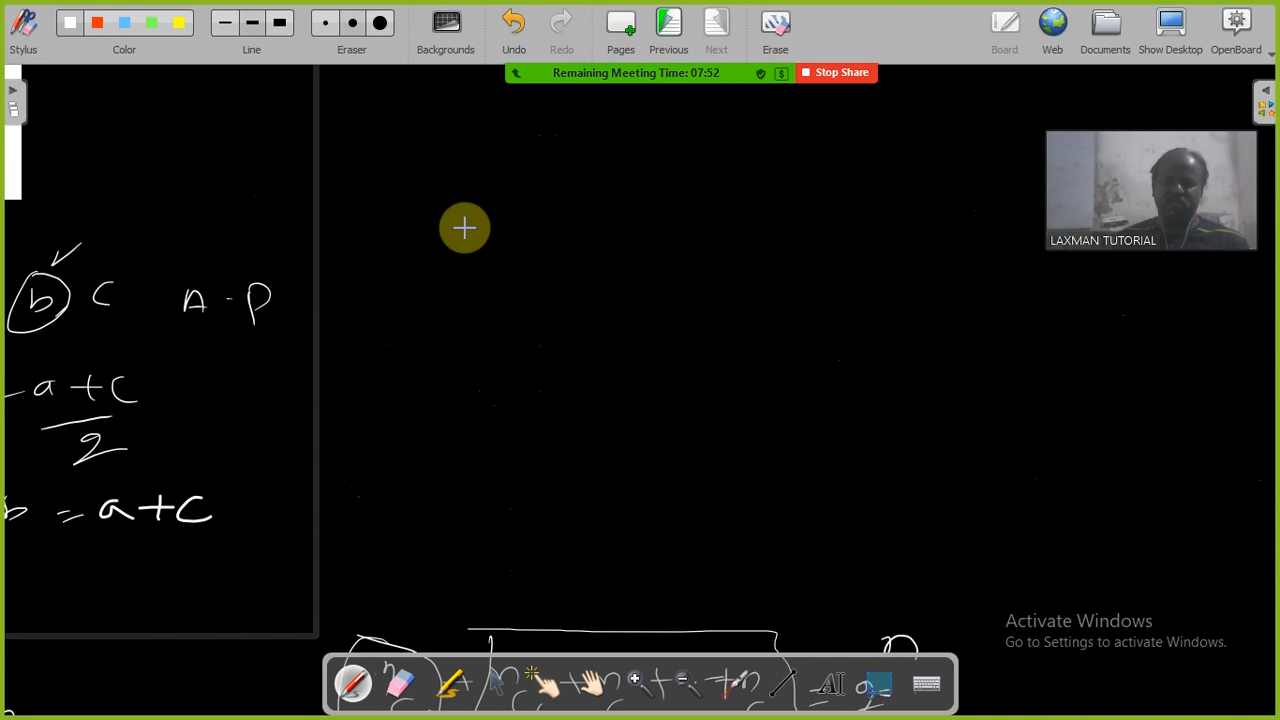 Stylus
Color
Line
Eraser
Backgrounds
Undo
Redo
Pages
Previous
Next
Erase
Board
Web
Documents
Show Desktop
OpenBoard
Remaining Meeting Time: 07:52
Stop Share
LAXMAN TUTORIAL
b C A - P
a + C
2
b = a + C
n
Activate Windows
Go to Settings to activate Windows.